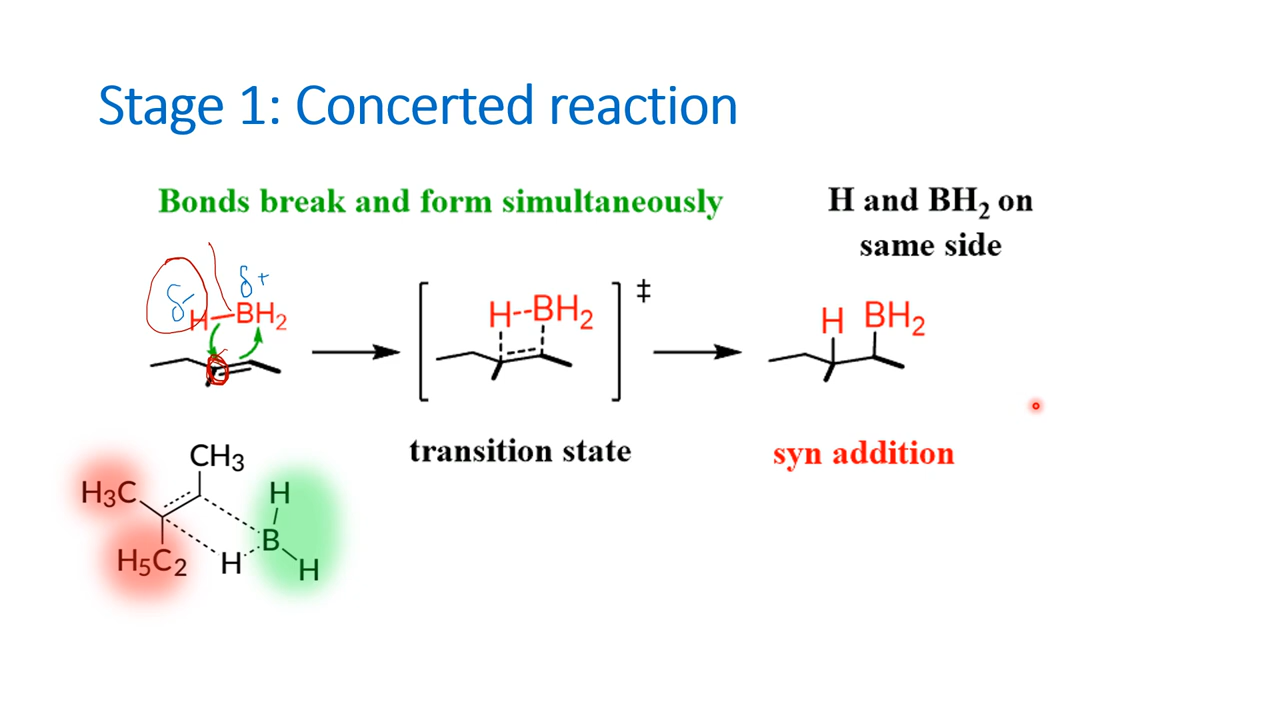 Stage 1: Concerted reaction
Bonds break and form simultaneously
H and BH₂ on
same side
δ- δ+
H BH₂
H BH₂
‡
H BH₂
transition state
syn addition
CH₃
H₃C
H
B
H₅C₂
H
H